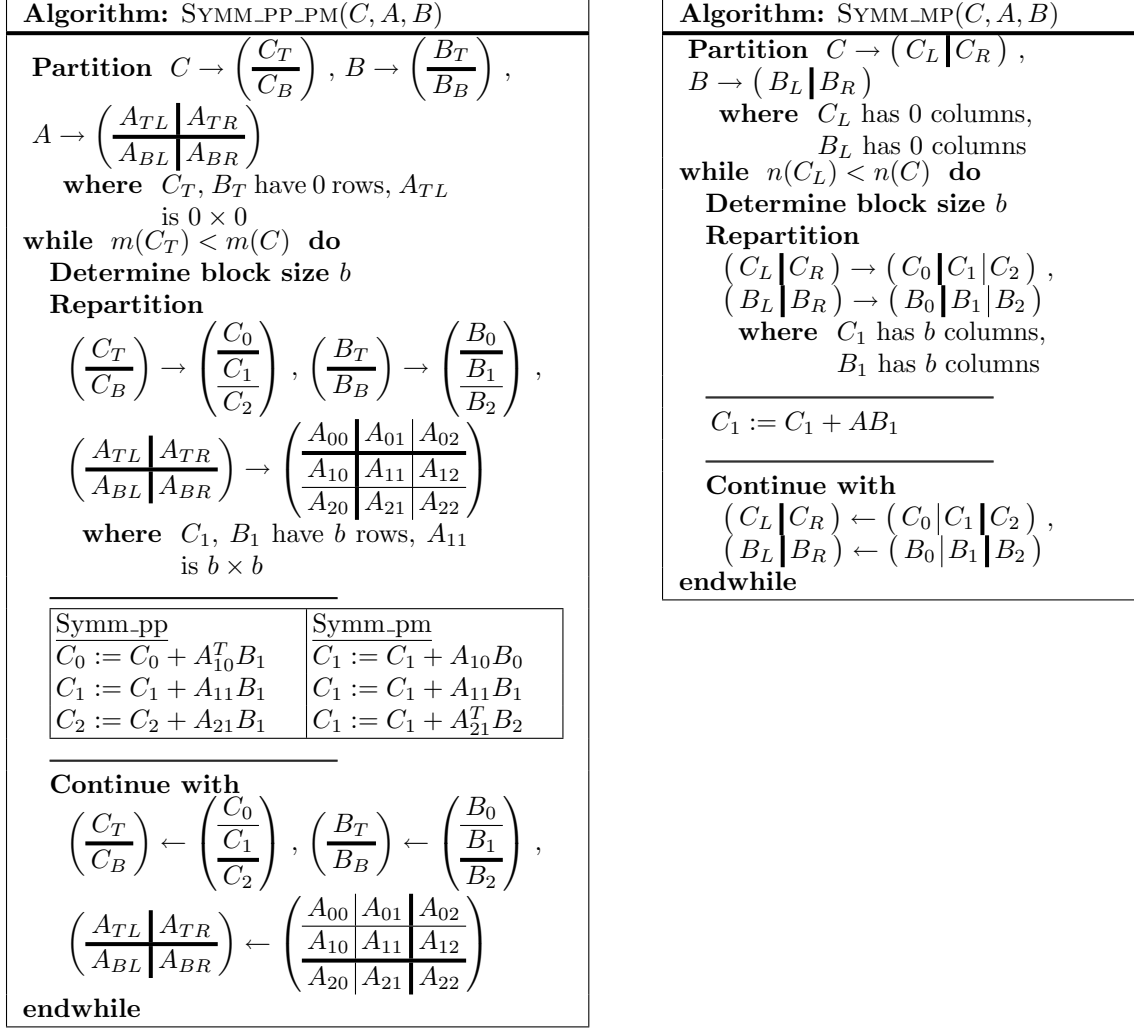 Algorithm: SYMM_PP_PM(C, A, B)
Partition C → ( C_T / C_B ) , B → ( B_T / B_B ) ,
A → ( A_TL | A_TR / A_BL | A_BR )
where C_T, B_T have 0 rows, A_TL
is 0 × 0
while m(C_T) < m(C) do
Determine block size b
Repartition
( C_T / C_B ) → ( C_0 / C_1 / C_2 ) , ( B_T / B_B ) → ( B_0 / B_1 / B_2 ) ,
( A_TL | A_TR / A_BL | A_BR ) → ( A_00 | A_01 | A_02 / A_10 | A_11 | A_12 / A_20 | A_21 | A_22 )
where C_1, B_1 have b rows, A_11
is b × b
Symm_pp
C_0 := C_0 + A_10^T B_1
C_1 := C_1 + A_11 B_1
C_2 := C_2 + A_21 B_1
Symm_pm
C_1 := C_1 + A_10 B_0
C_1 := C_1 + A_11 B_1
C_1 := C_1 + A_21^T B_2
Continue with
( C_T / C_B ) ← ( C_0 / C_1 / C_2 ) , ( B_T / B_B ) ← ( B_0 / B_1 / B_2 ) ,
( A_TL | A_TR / A_BL | A_BR ) ← ( A_00 | A_01 | A_02 / A_10 | A_11 | A_12 / A_20 | A_21 | A_22 )
endwhile
Algorithm: SYMM_MP(C, A, B)
Partition C → ( C_L | C_R ) ,
B → ( B_L | B_R )
where C_L has 0 columns,
B_L has 0 columns
while n(C_L) < n(C) do
Determine block size b
Repartition
( C_L | C_R ) → ( C_0 | C_1 | C_2 ) ,
( B_L | B_R ) → ( B_0 | B_1 | B_2 )
where C_1 has b columns,
B_1 has b columns
C_1 := C_1 + AB_1
Continue with
( C_L | C_R ) ← ( C_0 | C_1 | C_2 ) ,
( B_L | B_R ) ← ( B_0 | B_1 | B_2 )
endwhile